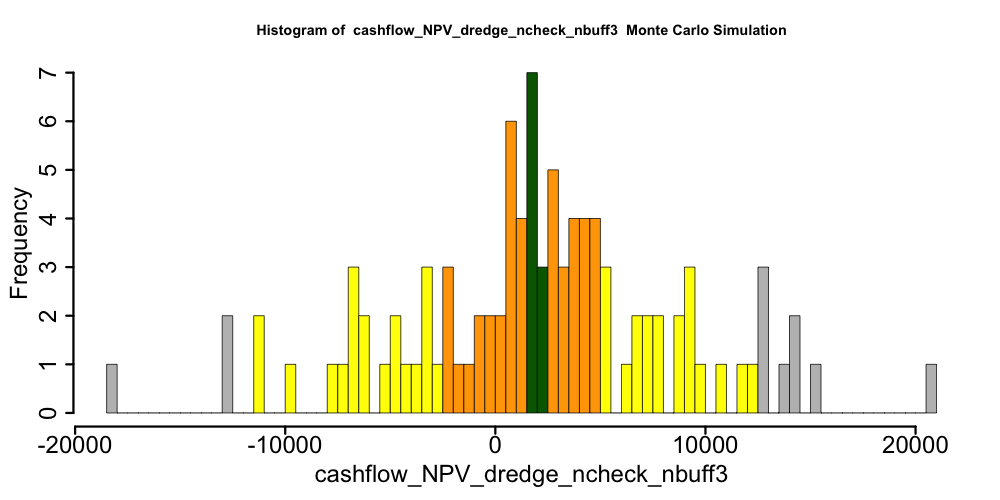 Histogram of  cashflow_NPV_dredge_ncheck_nbuff3  Monte Carlo Simulation
7
6
5
4
3
2
1
0
Frequency
-20000 -10000 0 10000 20000
cashflow_NPV_dredge_ncheck_nbuff3